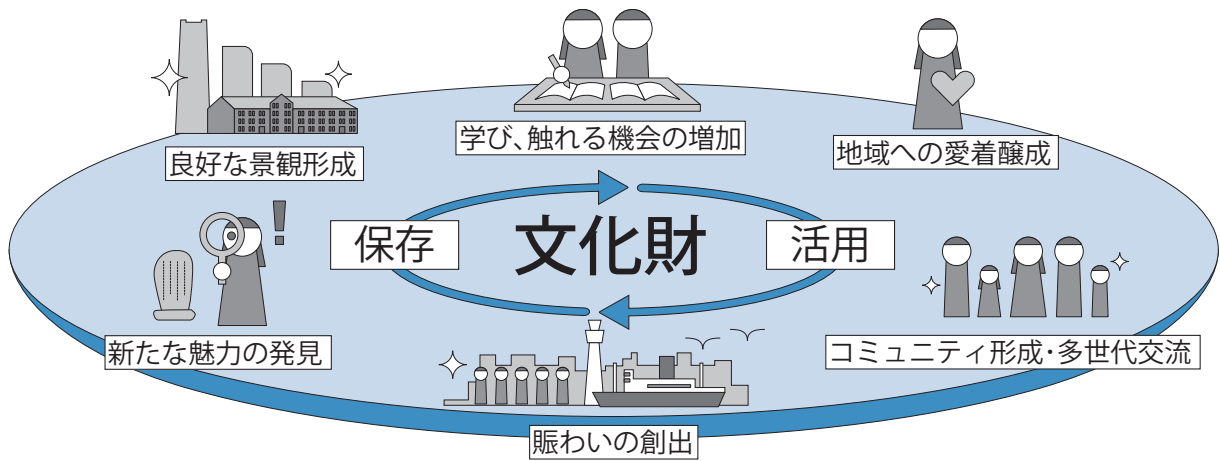 学び、触れる機会の増加
良好な景観形成
地域への愛着醸成
保存
文化財
活用
新たな魅力の発見
コミュニティ形成・多世代交流
賑わいの創出